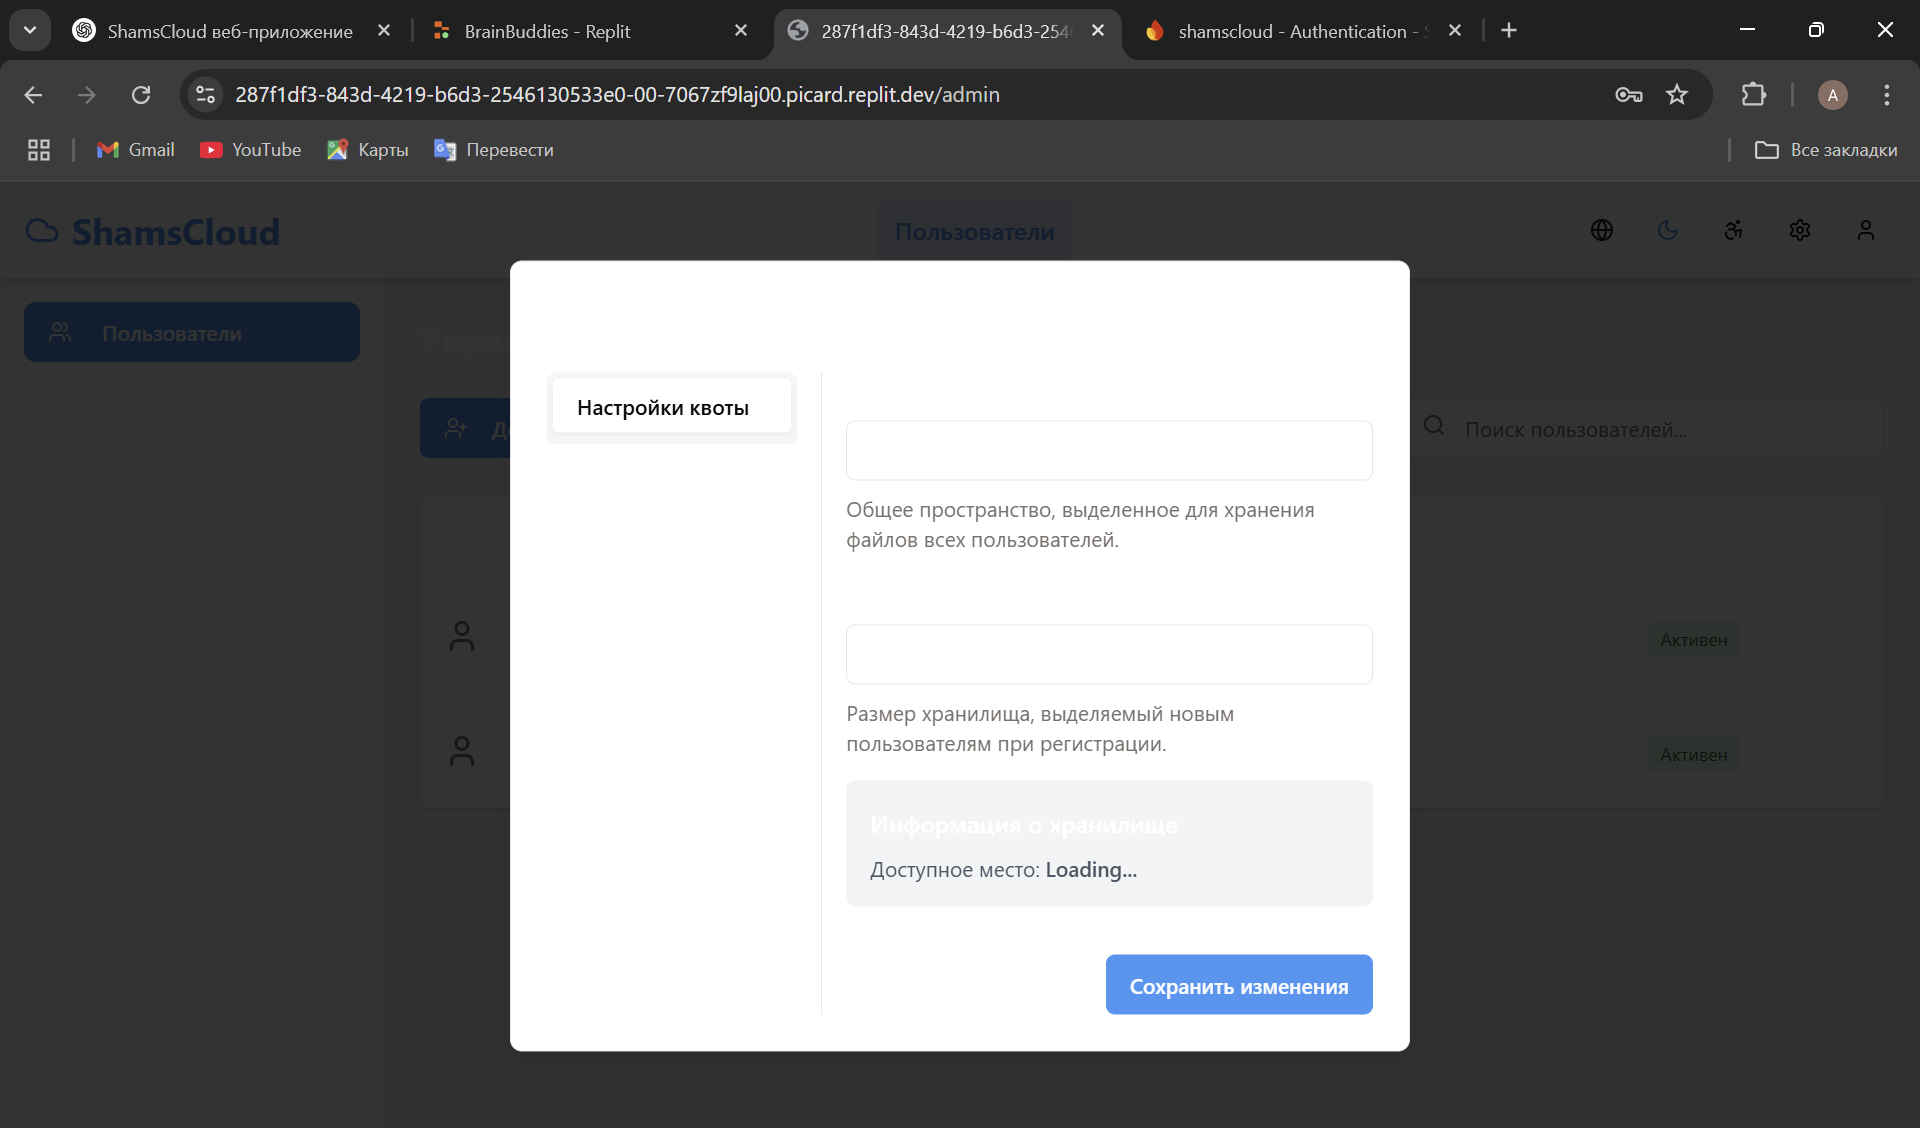 ShamsCloud веб-приложение
BrainBuddies - Replit
287f1df3-843d-4219-b6d3-254
shamscloud - Authentication -
287f1df3-843d-4219-b6d3-2546130533e0-00-7067zf9laj00.picard.replit.dev/admin
A
Gmail
YouTube
Карты
Перевести
Все закладки
ShamsCloud
Пользователи
Пользователи
Настройки квоты
Поиск пользователей...
Общее пространство, выделенное для хранения
файлов всех пользователей.
Активен
Размер хранилища, выделяемый новым
пользователям при регистрации.
Активен
Информация о хранилище
Доступное место: Loading...
Сохранить изменения